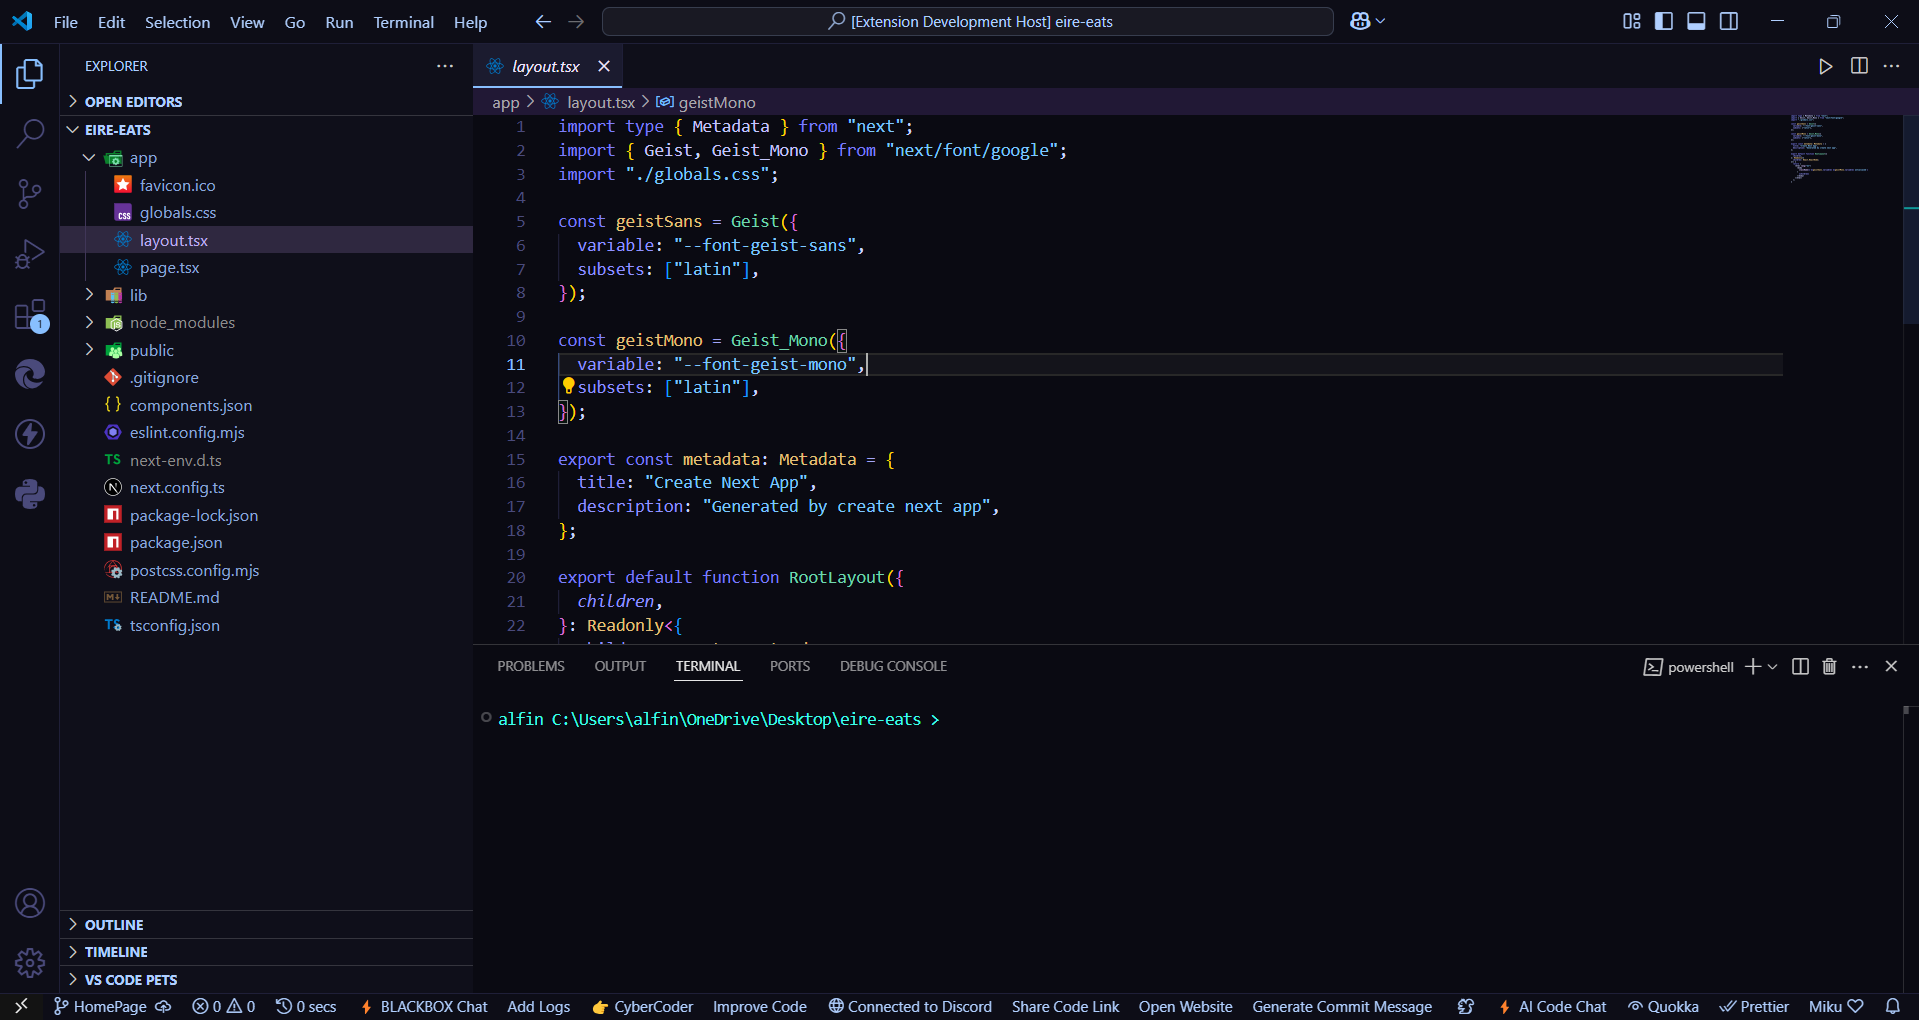 File Edit Selection View Go Run Terminal Help
[Extension Development Host] eire-eats
EXPLORER
OPEN EDITORS
EIRE-EATS
app
favicon.ico
globals.css
layout.tsx
page.tsx
lib
node_modules
public
.gitignore
components.json
eslint.config.mjs
next-env.d.ts
next.config.ts
package-lock.json
package.json
postcss.config.mjs
README.md
tsconfig.json
OUTLINE
TIMELINE
VS CODE PETS
1
layout.tsx
app > layout.tsx > geistMono
1 import type { Metadata } from "next";
2 import { Geist, Geist_Mono } from "next/font/google";
3 import "./globals.css";
4
5 const geistSans = Geist({
6 variable: "--font-geist-sans",
7 subsets: ["latin"],
8 });
9
10 const geistMono = Geist_Mono({
11 variable: "--font-geist-mono",
12 subsets: ["latin"],
13 });
14
15 export const metadata: Metadata = {
16 title: "Create Next App",
17 description: "Generated by create next app",
18 };
19
20 export default function RootLayout({
21 children,
22 }: Readonly<{
PROBLEMS OUTPUT TERMINAL PORTS DEBUG CONSOLE
powershell
alfin C:\Users\alfin\OneDrive\Desktop\eire-eats >
HomePage 0 0 0 secs BLACKBOX Chat Add Logs CyberCoder Improve Code Connected to Discord Share Code Link Open Website Generate Commit Message AI Code Chat Quokka Prettier Miku